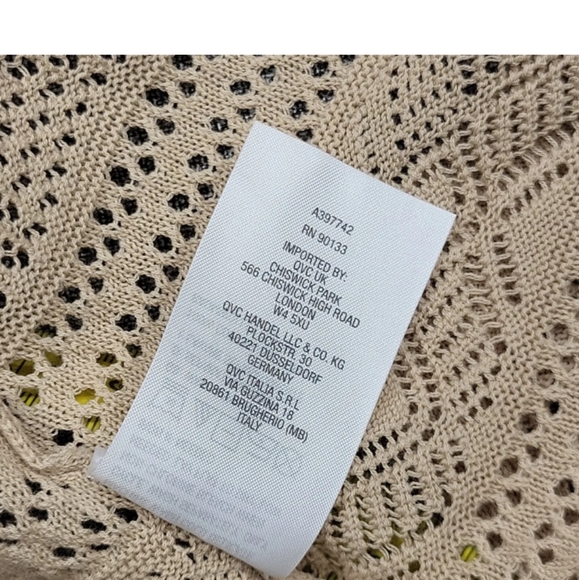 A397742
RN 90133
IMPORTED BY:
QVC UK
CHISWICK PARK
566 CHISWICK HIGH ROAD
LONDON
W4 5XU
QVC HANDEL LLC & CO. KG
PLOCKSTR. 30
40221 DUSSELDORF
GERMANY
QVC ITALIA S.R.L
VIA GUZZINA 18
20861 BRUGHERIO (MB)
ITALY